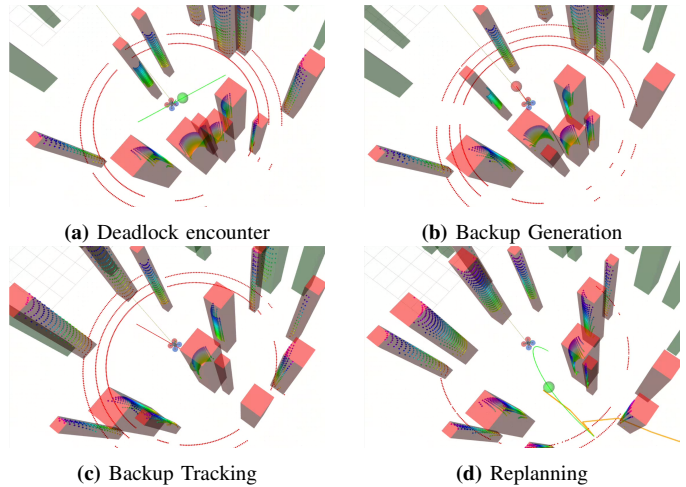 (a) Deadlock encounter
(b) Backup Generation
(c) Backup Tracking
(d) Replanning